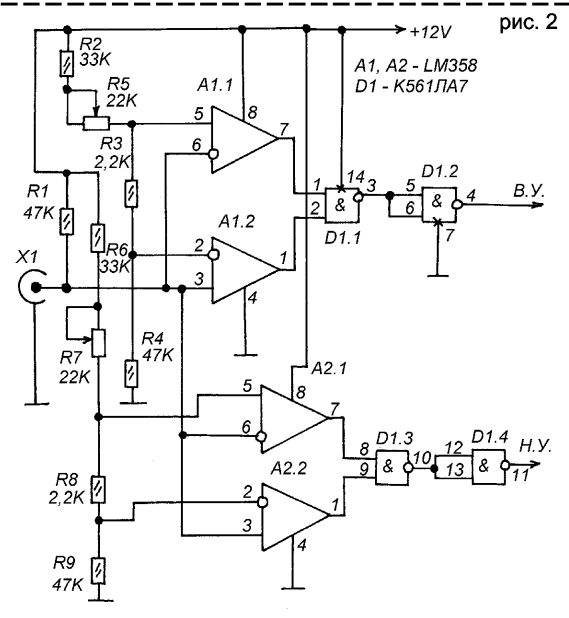 рис. 2
+12V
R2
33K
R5
22K
A1, A2 - LM358
D1 - К561ЛА7
A1.1
5
8
7
6
R3
2,2K
14
1
3
2
&
D1.1
D1.2
5
6
&
4
7
В.У.
R1
47K
R6
33K
A1.2
2
1
3
4
X1
R7
22K
R4
47K
A2.1
5
8
7
6
D1.3
8
9
&
10
D1.4
12
13
&
11
Н.У.
A2.2
2
1
3
4
R8
2,2K
R9
47K